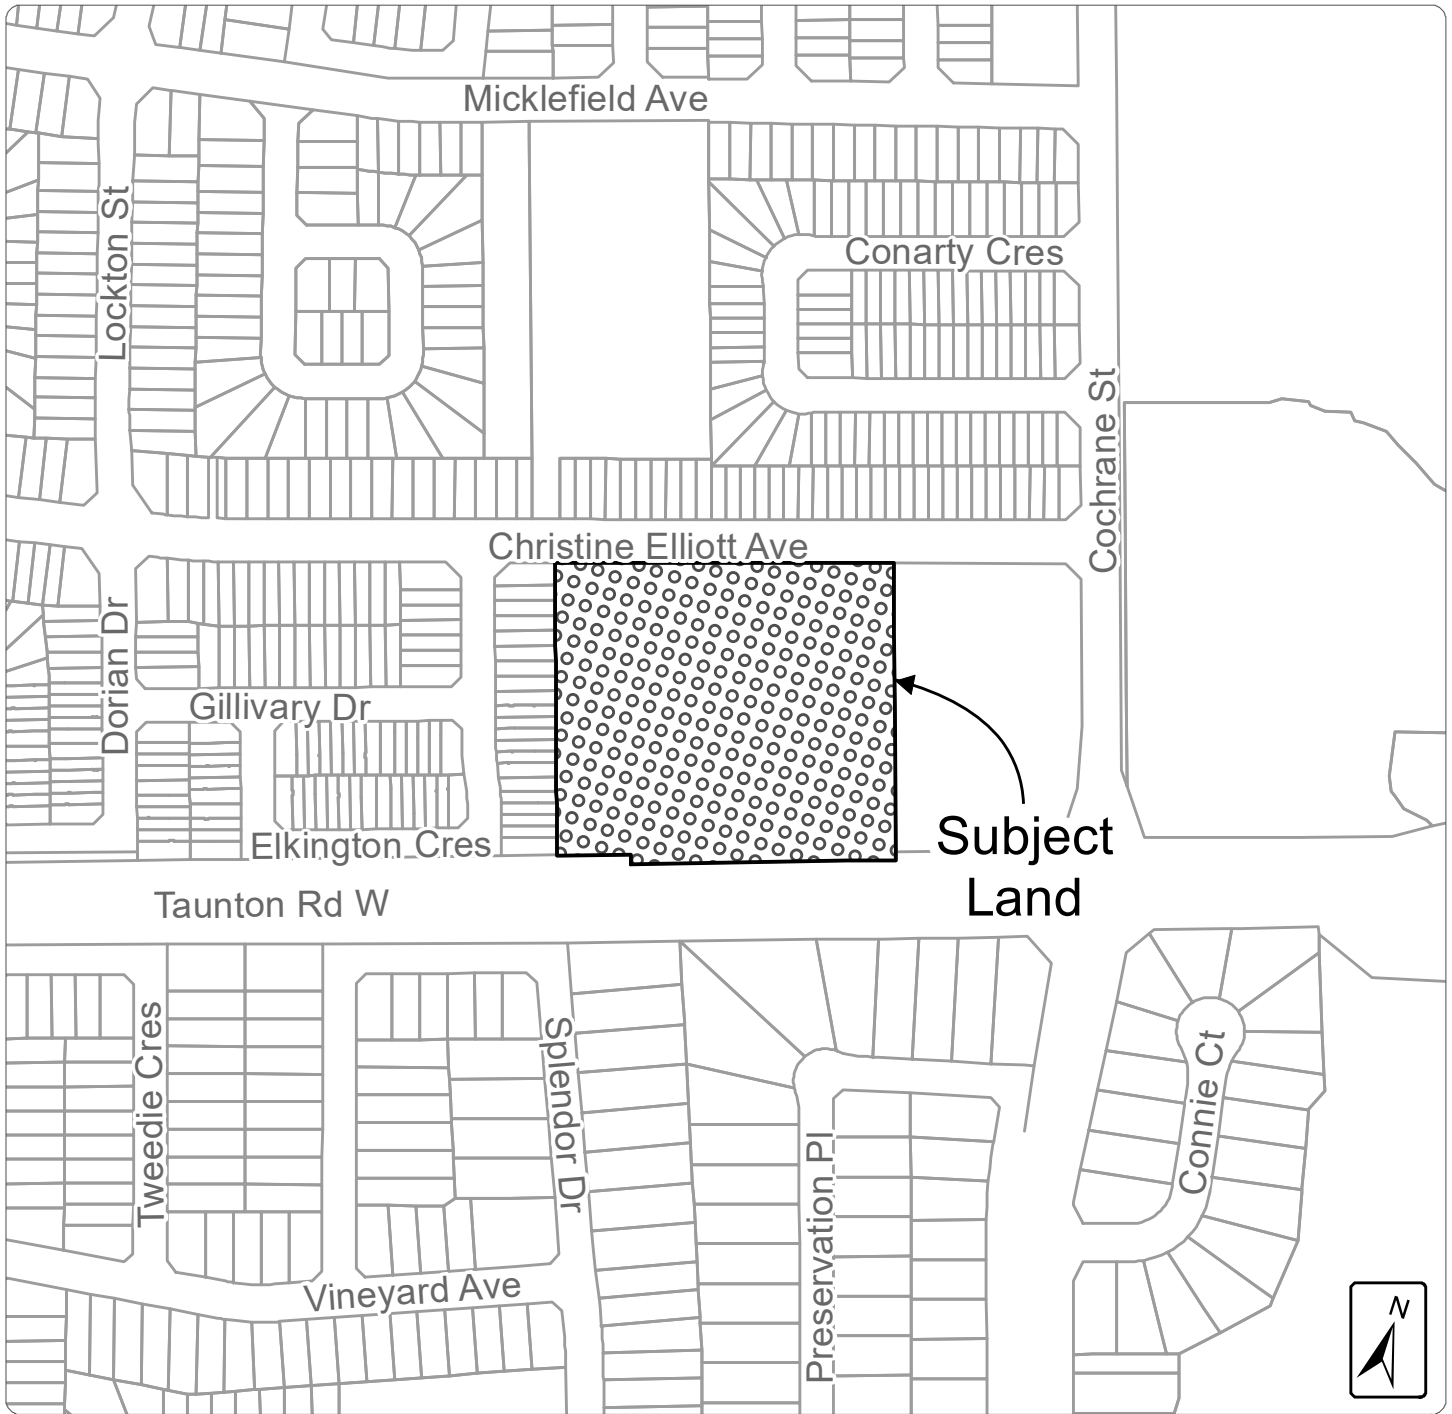 Micklefield Ave
Lockton St
Conarty Cres
Cochrane St
Christine Elliott Ave
Dorian Dr
Gillivary Dr
Elkington Cres
Subject
Land
Taunton Rd W
Tweedie Cres
Splendor Dr
Connie Ct
Preservation Pl
Vineyard Ave
N